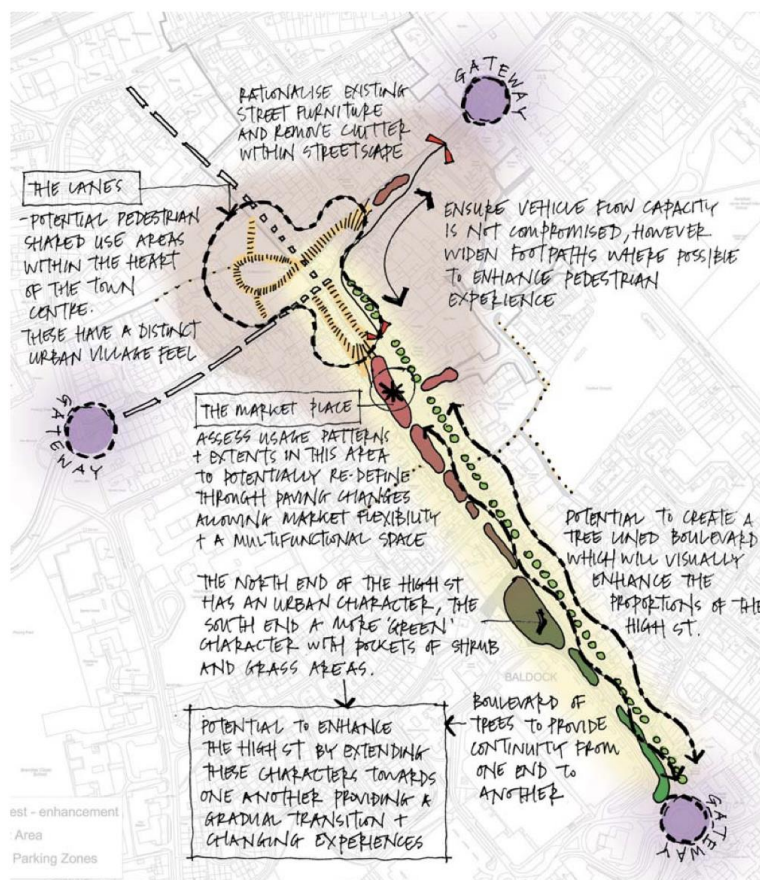 GATEWAY
RATIONALISE EXISTING
STREET FURNITURE
AND REMOVE CLUTTER
WITHIN STREETSCAPE
THE LANES
- POTENTIAL PEDESTRIAN
SHARED USE AREAS
WITHIN THE HEART
OF THE TOWN
CENTRE.
THESE HAVE A DISTINCT
URBAN VILLAGE FEEL
ENSURE VEHICLE FLOW CAPACITY
IS NOT COMPROMISED, HOWEVER
WIDEN FOOTPATHS WHERE POSSIBLE
TO ENHANCE PEDESTRIAN
EXPERIENCE
GATEWAY
THE MARKET PLACE
ASSESS USAGE PATTERNS
+ EXTENTS IN THIS AREA
TO POTENTIALLY RE-DEFINE
THROUGH PAVING CHANGES
ALLOWING MARKET FLEXIBILITY
+ A MULTIFUNCTIONAL SPACE
POTENTIAL TO CREATE A
TREE LINED BOULEVARD
WHICH WILL VISUALLY
ENHANCE THE
PROPORTIONS OF THE
HIGH ST.
THE NORTH END OF THE HIGH ST
HAS AN URBAN CHARACTER, THE
SOUTH END A MORE 'GREEN'
CHARACTER WITH POCKETS OF SHRUB
AND GRASS AREAS.
BALDOCK
POTENTIAL TO ENHANCE
THE HIGH ST BY EXTENDING
THESE CHARACTERS TOWARDS
ONE ANOTHER PROVIDING A
GRADUAL TRANSITION +
CHANGING EXPERIENCES
BOULEVARD OF
TREES TO PROVIDE
CONTINUITY FROM
ONE END TO
ANOTHER
GATEWAY
est - enhancement
Area
Parking Zones